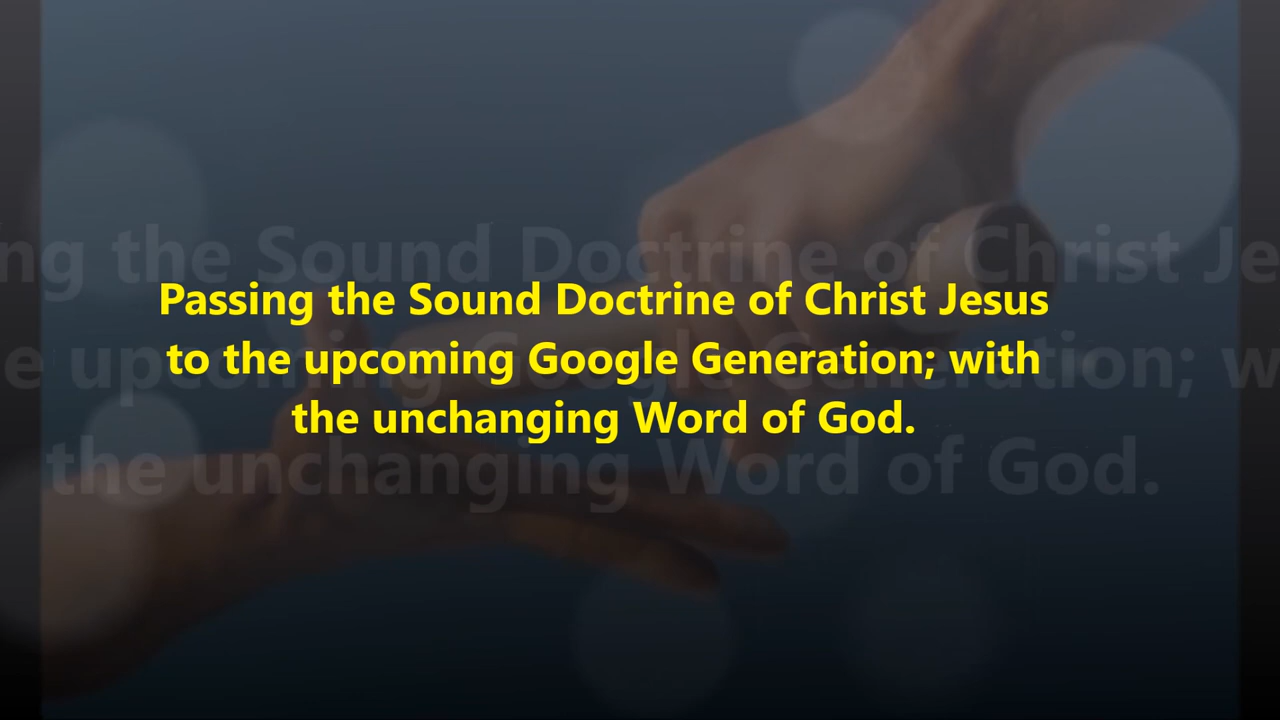 Passing the Sound Doctrine of Christ Jesus
to the upcoming Google Generation; with
the unchanging Word of God.